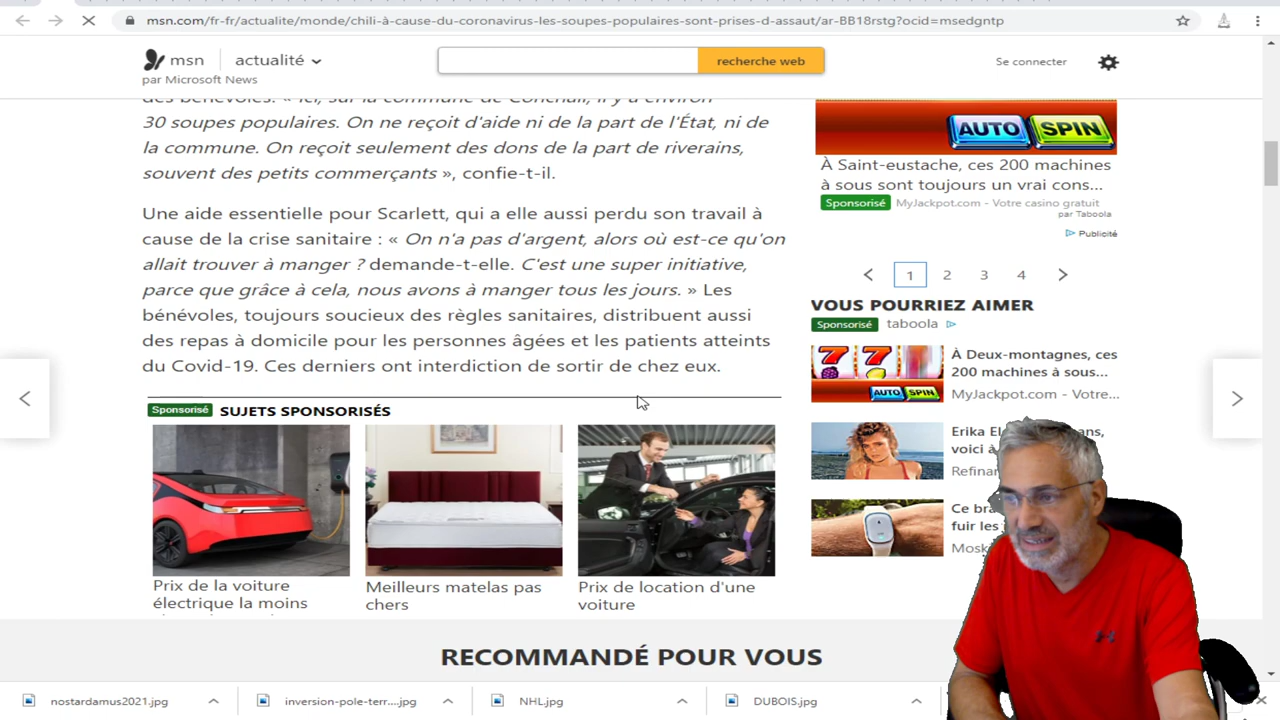 msn.com/fr-fr/actualite/monde/chili-à-cause-du-coronavirus-les-soupes-populaires-sont-prises-d-assaut/ar-BB18rstg?ocid=msedgntp
msn
actualité
par Microsoft News
recherche web
Se connecter
des bénévoles. « Ici, sur la commune de Conchali, il y a environ
30 soupes populaires. On ne reçoit d'aide ni de la part de l'État, ni de
la commune. On reçoit seulement des dons de la part de riverains,
souvent des petits commerçants », confie-t-il.
Une aide essentielle pour Scarlett, qui a elle aussi perdu son travail à
cause de la crise sanitaire : « On n'a pas d'argent, alors où est-ce qu'on
allait trouver à manger ? demande-t-elle. C'est une super initiative,
parce que grâce à cela, nous avons à manger tous les jours. » Les
bénévoles, toujours soucieux des règles sanitaires, distribuent aussi
des repas à domicile pour les personnes âgées et les patients atteints
du Covid-19. Ces derniers ont interdiction de sortir de chez eux.
Sponsorisé SUJETS SPONSORISÉS
Prix de la voiture
électrique la moins
Meilleurs matelas pas
chers
Prix de location d'une
voiture
AUTO SPIN
À Saint-eustache, ces 200 machines
à sous sont toujours un vrai cons...
Sponsorisé MyJackpot.com - Votre casino gratuit
par Taboola
Publicité
1 2 3 4
VOUS POURRIEZ AIMER
Sponsorisé taboola
7 7
AUTO SPIN
À Deux-montagnes, ces
200 machines à sous...
MyJackpot.com - Votre...
Erika
voici à
Ce
fuir les
RECOMMANDÉ POUR VOUS
nostardamus2021.jpg
inversion-pole-terr....jpg
NHL.jpg
DUBOIS.jpg